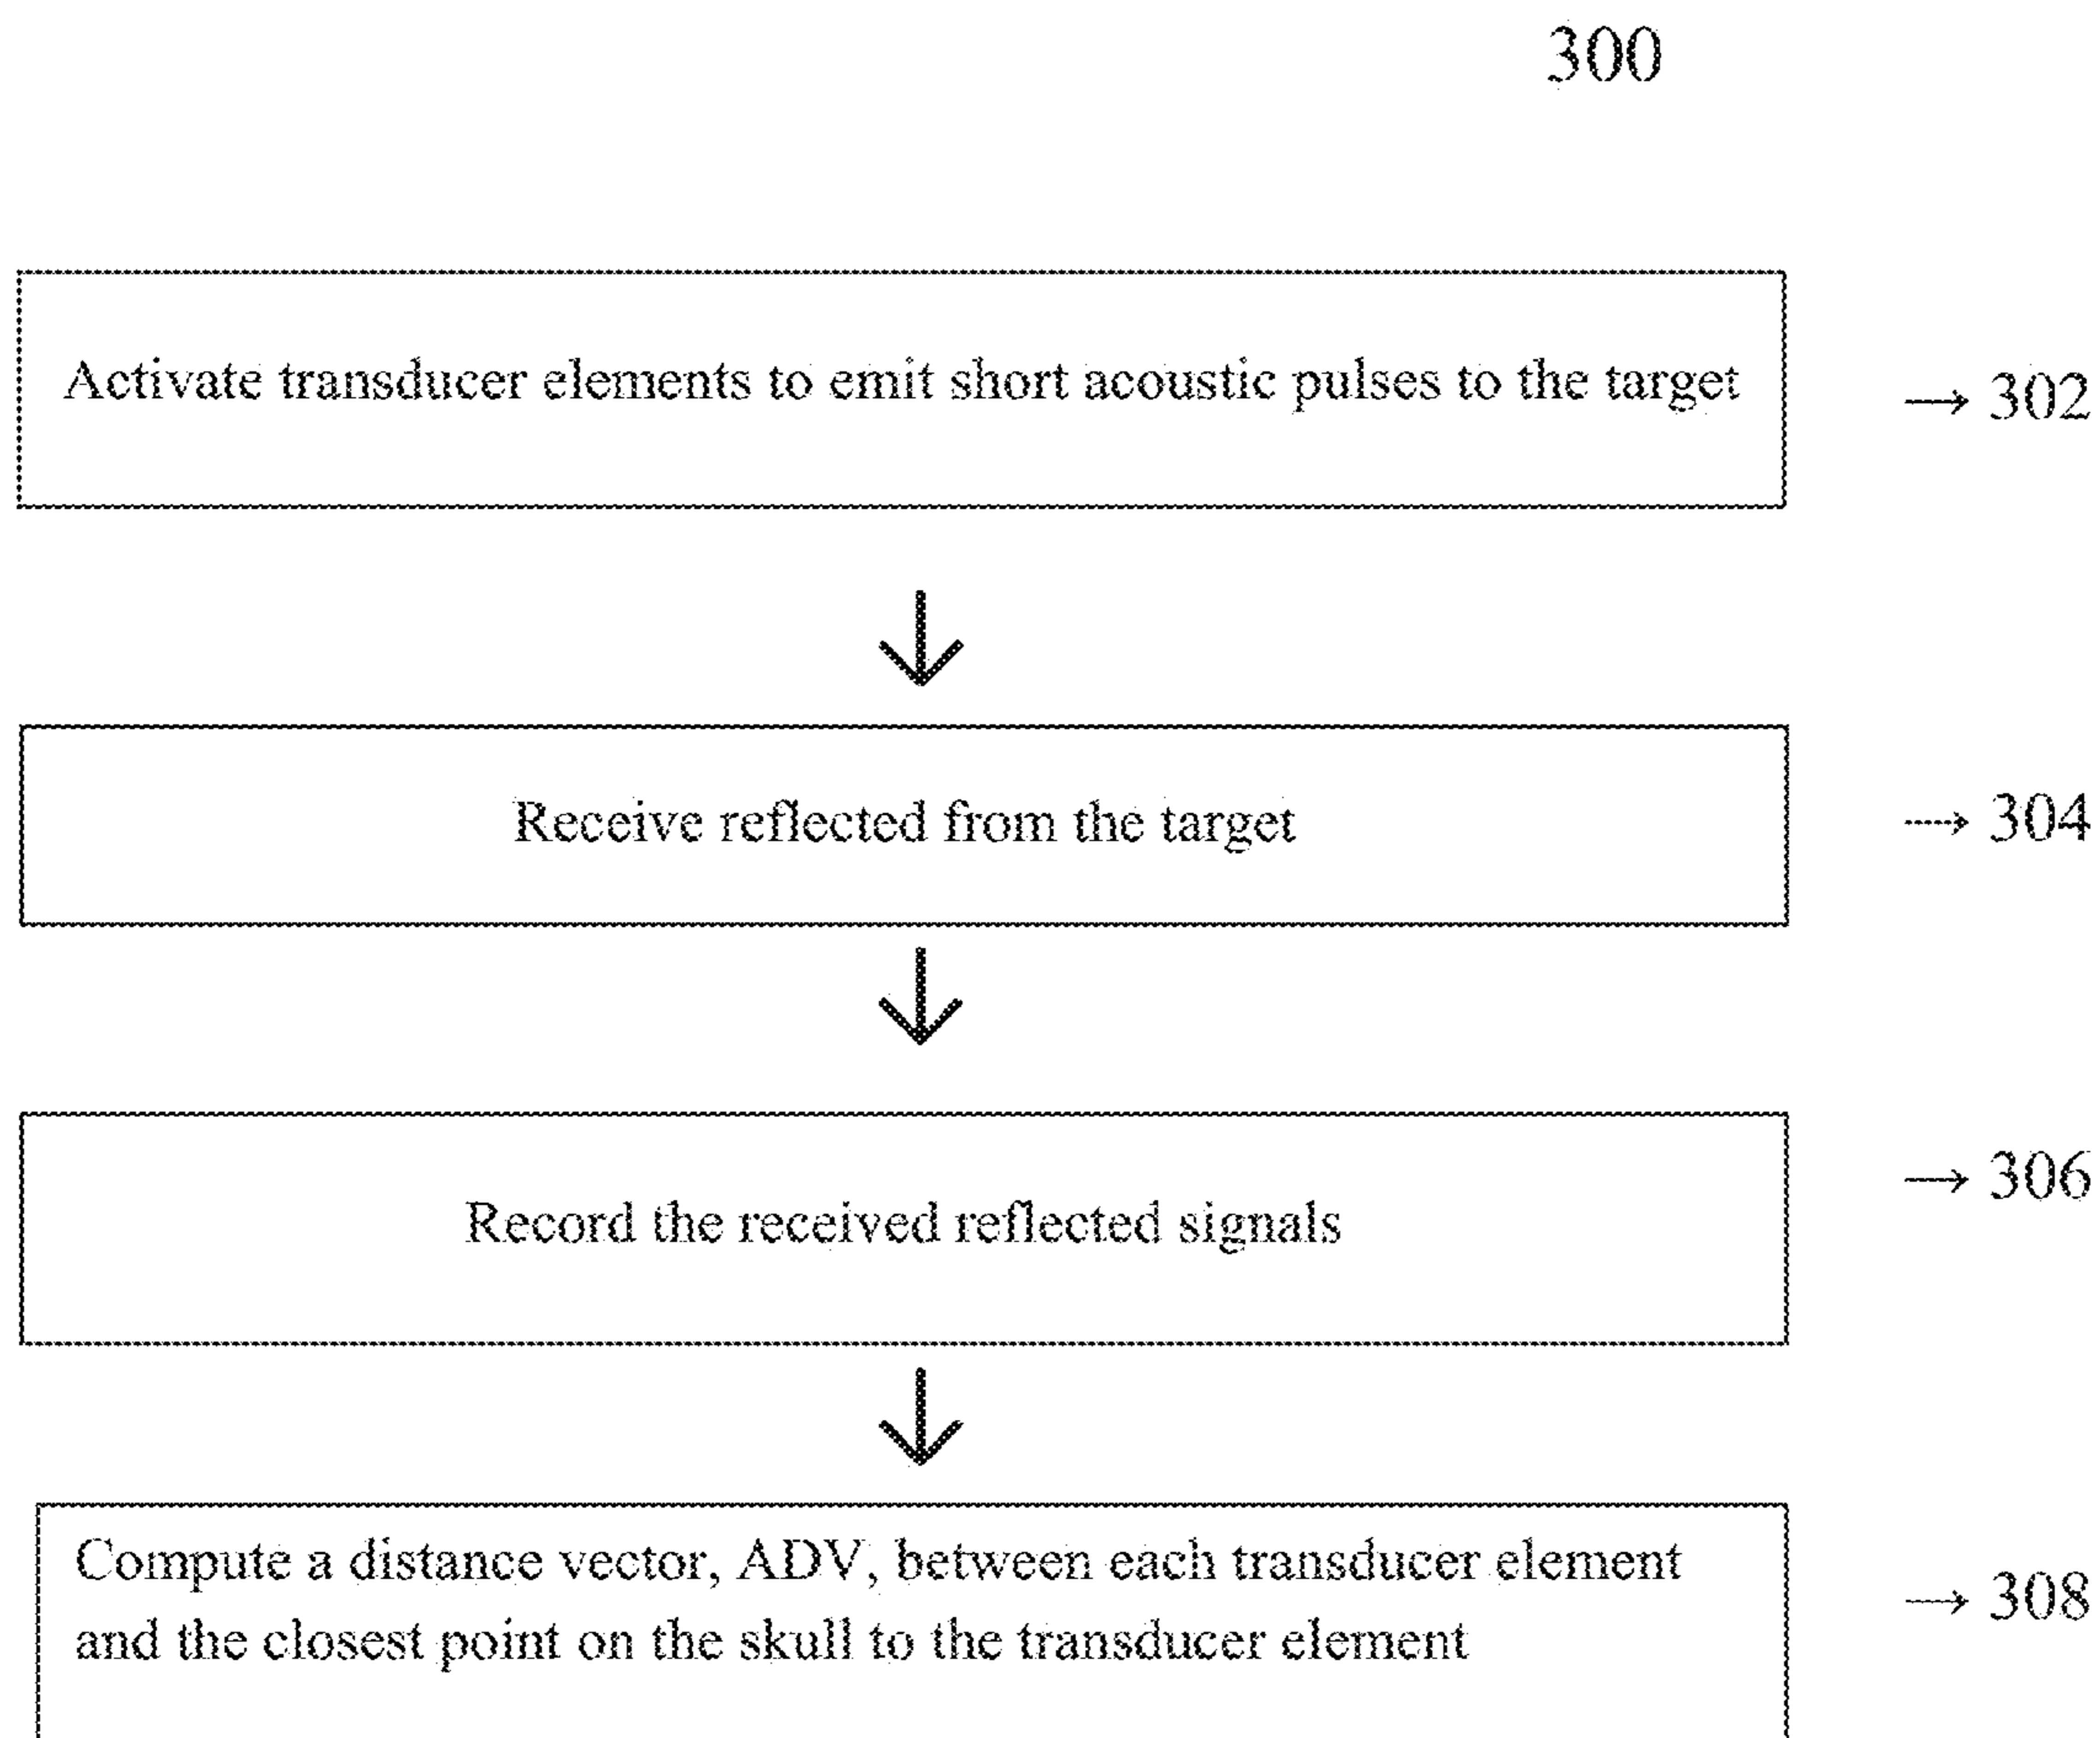 300
Activate transducer elements to emit short acoustic pulses to the target
→ 302
Receive reflected from the target
→ 304
Record the received reflected signals
→ 306
Compute a distance vector, ADV, between each transducer element
and the closest point on the skull to the transducer element
→ 308